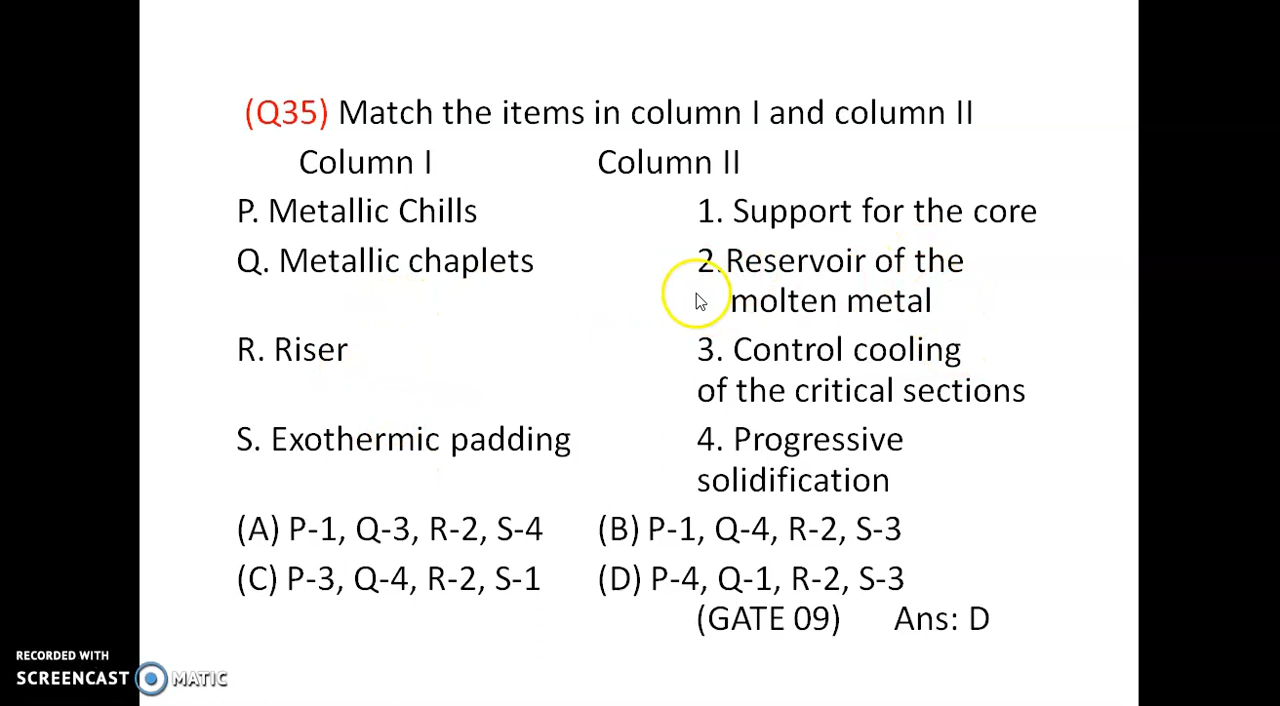 (Q35) Match the items in column I and column II
Column I Column II
P. Metallic Chills 1. Support for the core
Q. Metallic chaplets 2.Reservoir of the
molten metal
R. Riser 3. Control cooling
of the critical sections
S. Exothermic padding 4. Progressive
solidification
(A) P-1, Q-3, R-2, S-4 (B) P-1, Q-4, R-2, S-3
(C) P-3, Q-4, R-2, S-1 (D) P-4, Q-1, R-2, S-3
(GATE 09) Ans: D
RECORDED WITH
SCREENCAST MATIC